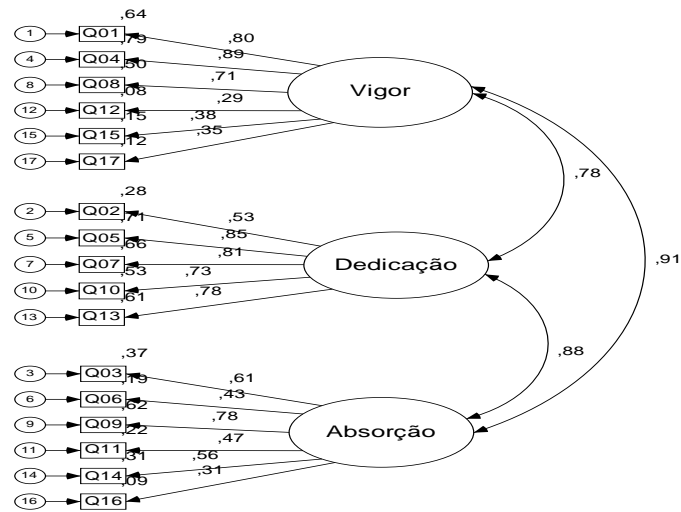 ,64
1 Q01 ,80
,79
4 Q04 ,89
,50
8 Q08 ,71
Vigor
,08
12 Q12 ,29
,15
15 Q15 ,38
,12
17 Q17 ,35
,78
,28
2 Q02 ,53
,71
5 Q05 ,85
,66
7 Q07 ,81
Dedicação
,91
,53
10 Q10 ,73
,61
13 Q13 ,78
,88
,37
3 Q03 ,61
,19
6 Q06 ,43
,62
9 Q09 ,78
Absorção
,22
11 Q11 ,47
,31
14 Q14 ,56
,09
16 Q16 ,31